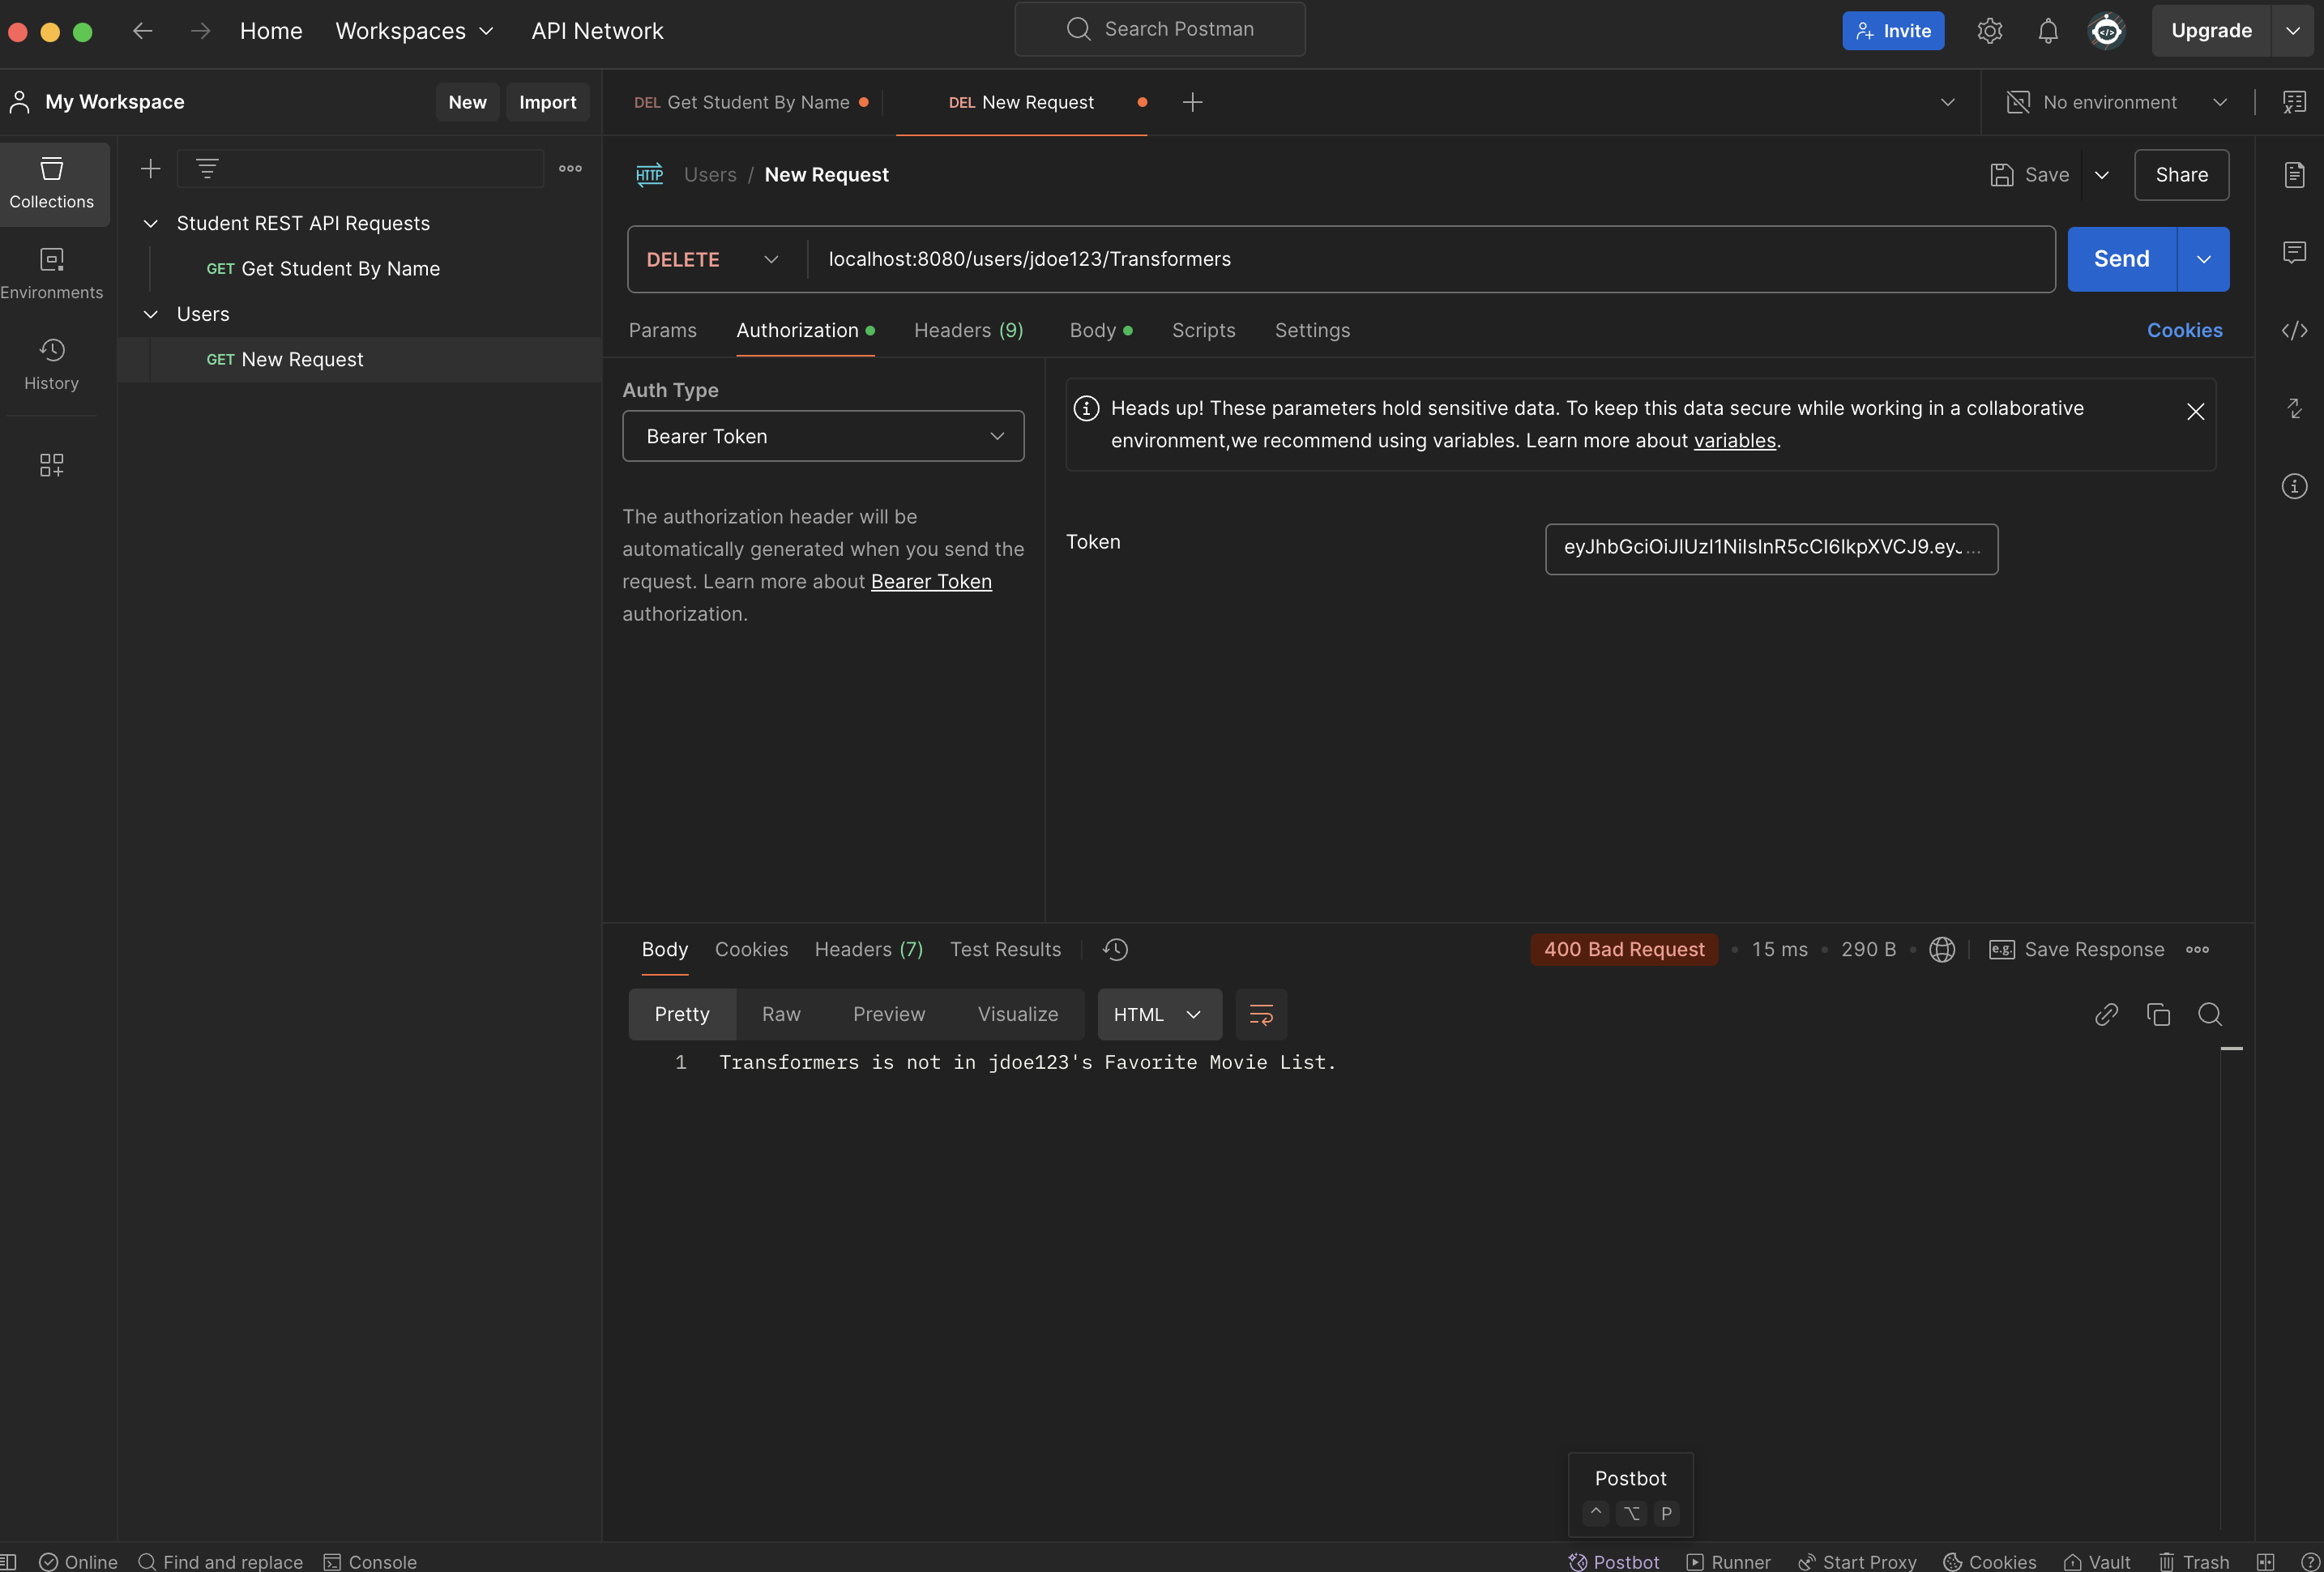 Home Workspaces API Network Search Postman Invite Upgrade
My Workspace New Import DEL Get Student By Name DEL New Request No environment
Collections
Environments
History
Student REST API Requests
GET Get Student By Name
Users
GET New Request
HTTP Users / New Request Save Share
DELETE localhost:8080/users/jdoe123/Transformers Send
Params Authorization Headers (9) Body Scripts Settings Cookies
Auth Type
Bearer Token
The authorization header will be
automatically generated when you send the
request. Learn more about Bearer Token
authorization.
Heads up! These parameters hold sensitive data. To keep this data secure while working in a collaborative
environment,we recommend using variables. Learn more about variables.
Token eyJhbGciOiJIUzI1NiIsInR5cCI6IkpXVCJ9.eyJ...
Body Cookies Headers (7) Test Results 400 Bad Request • 15 ms • 290 B • e.g. Save Response
Pretty Raw Preview Visualize HTML
1 Transformers is not in jdoe123's Favorite Movie List.
Postbot
^ ⌥ P
Online Find and replace Console Postbot Runner Start Proxy Cookies Vault Trash